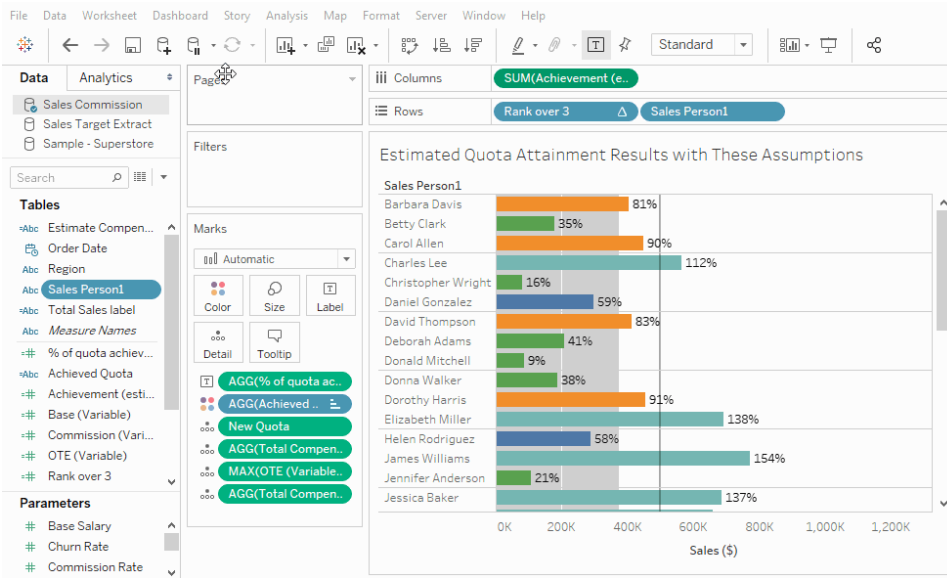 File Data Worksheet Dashboard Story Analysis Map Format Server Window Help
Standard
Data Analytics
Sales Commission
Sales Target Extract
Sample - Superstore
Search
Tables
Abc Estimate Compen...
Order Date
Abc Region
Abc Sales Person1
Abc Total Sales label
Abc Measure Names
# % of quota achiev...
Abc Achieved Quota
# Achievement (esti...
# Base (Variable)
# Commission (Vari...
# OTE (Variable)
# Rank over 3
Parameters
# Base Salary
# Churn Rate
# Commission Rate
Pages
Filters
Marks
Automatic
Color Size Label
Detail Tooltip
AGG(% of quota ac..
AGG(Achieved ..
New Quota
AGG(Total Compen..
MAX(OTE (Variable..
AGG(Total Compen..
Columns SUM(Achievement (e..
Rows Rank over 3 Sales Person1
Estimated Quota Attainment Results with These Assumptions
Sales Person1
Barbara Davis 81%
Betty Clark 35%
Carol Allen 90%
Charles Lee 112%
Christopher Wright 16%
Daniel Gonzalez 59%
David Thompson 83%
Deborah Adams 41%
Donald Mitchell 9%
Donna Walker 38%
Dorothy Harris 91%
Elizabeth Miller 138%
Helen Rodriguez 58%
James Williams 154%
Jennifer Anderson 21%
Jessica Baker 137%
0K 200K 400K 600K 800K 1,000K 1,200K
Sales ($)